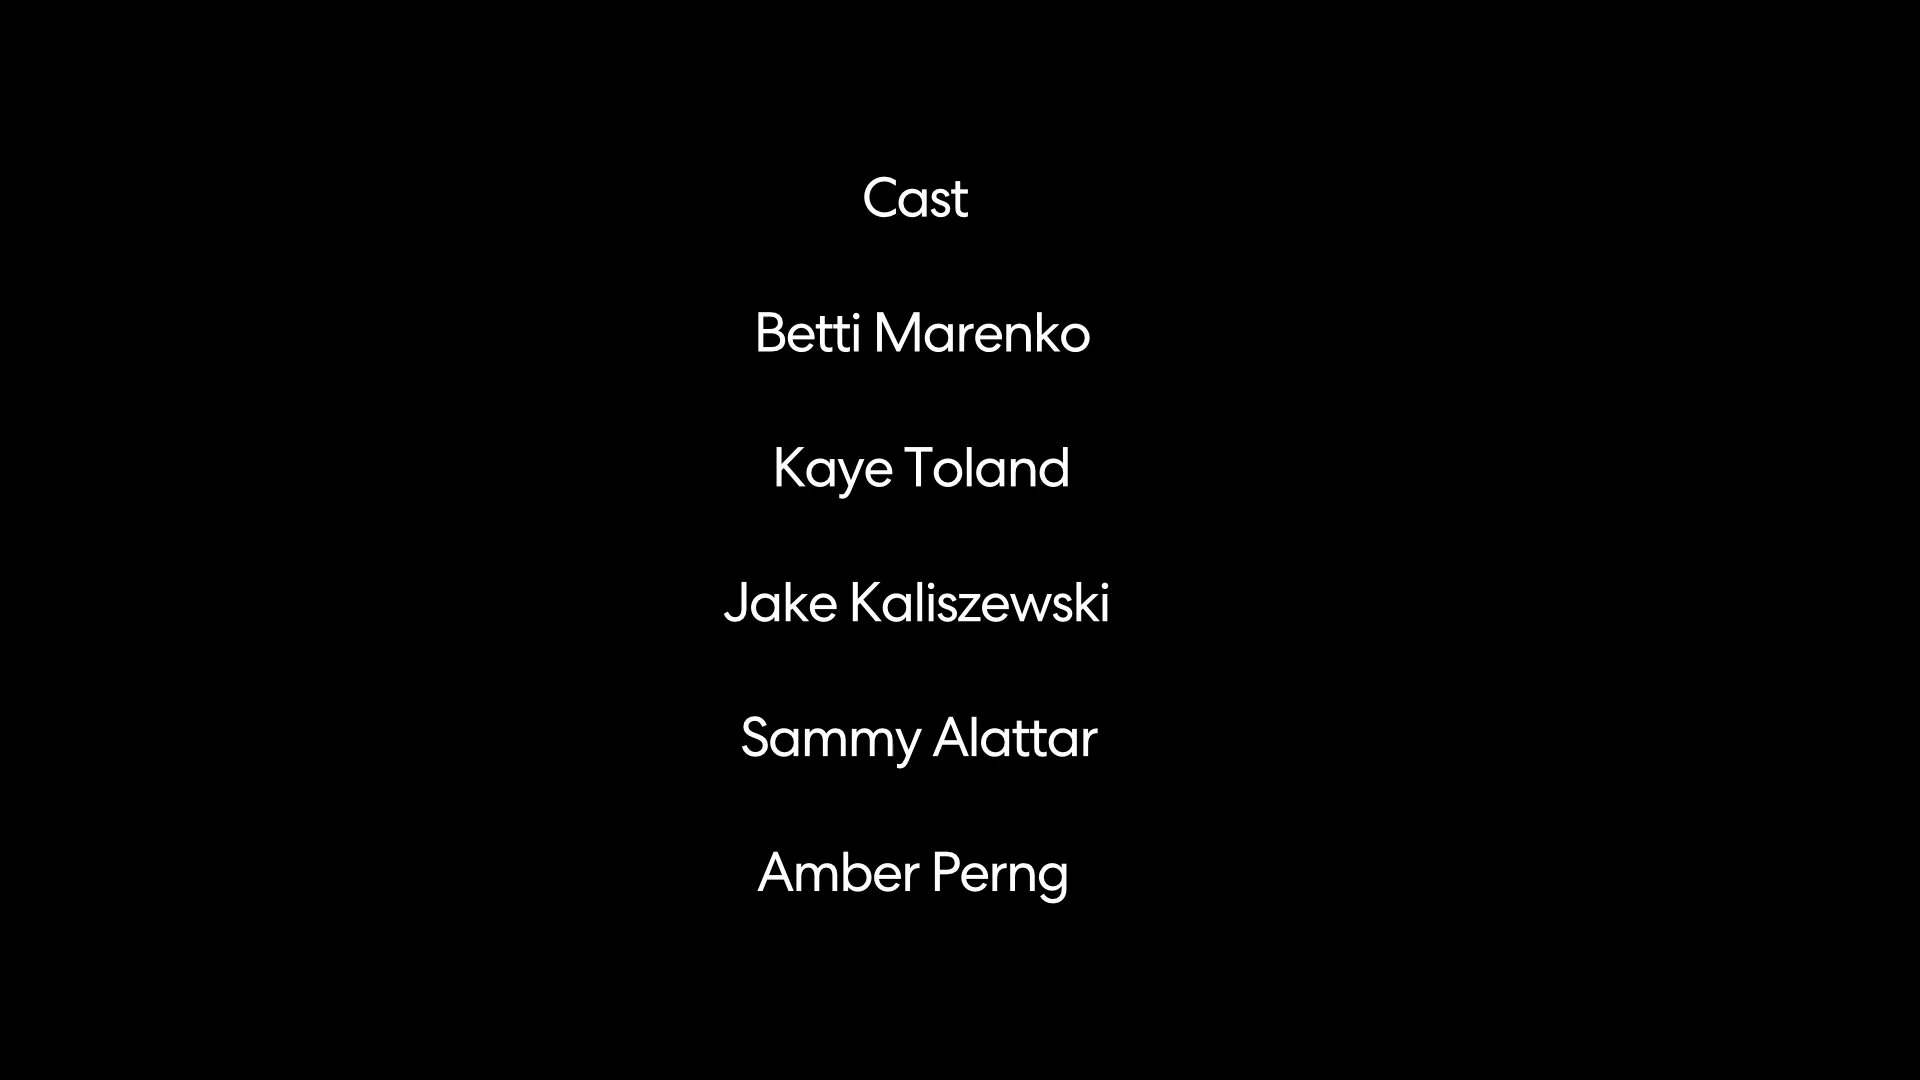 Cast
Betti Marenko
Kaye Toland
Jake Kaliszewski
Sammy Alattar
Amber Perng